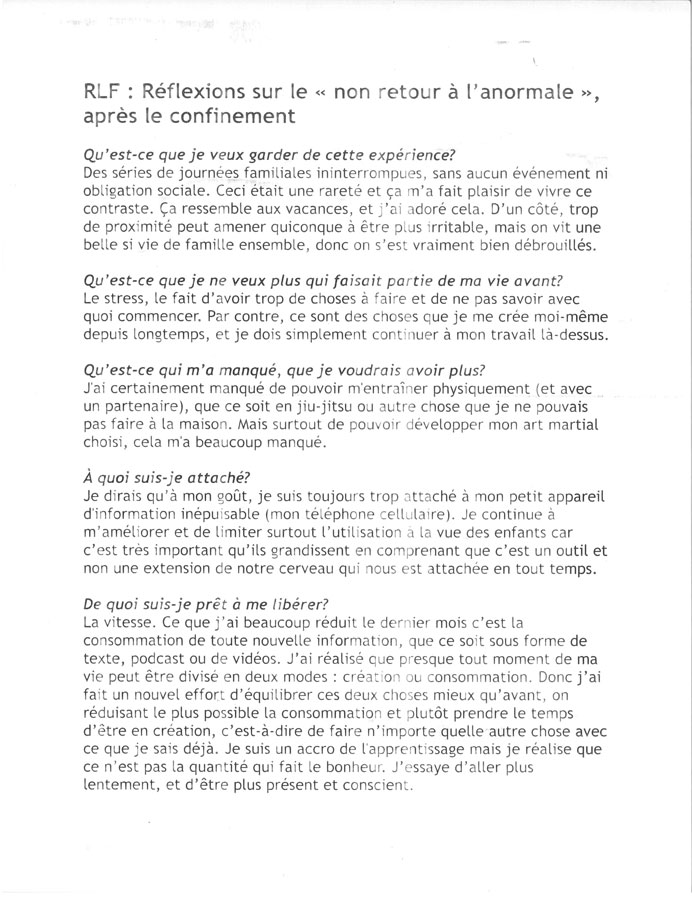 RLF : Réflexions sur le « non retour à l'anormale »,
après le confinement
Qu'est-ce que je veux garder de cette expérience?
Des séries de journées familiales ininterrompues, sans aucun événement ni
obligation sociale. Ceci était une rareté et ça m'a fait plaisir de vivre ce
contraste. Ça ressemble aux vacances, et j'ai adoré cela. D'un côté, trop
de proximité peut amener quiconque à être plus irritable, mais on vit une
belle si vie de famille ensemble, donc on s'est vraiment bien débrouillés.
Qu'est-ce que je ne veux plus qui faisait partie de ma vie avant?
Le stress, le fait d'avoir trop de choses à faire et de ne pas savoir avec
quoi commencer. Par contre, ce sont des choses que je me crée moi-même
depuis longtemps, et je dois simplement continuer à mon travail là-dessus.
Qu'est-ce qui m'a manqué, que je voudrais avoir plus?
J'ai certainement manqué de pouvoir m'entraîner physiquement (et avec
un partenaire), que ce soit en jiu-jitsu ou autre chose que je ne pouvais
pas faire à la maison. Mais surtout de pouvoir développer mon art martial
choisi, cela m'a beaucoup manqué.
À quoi suis-je attaché?
Je dirais qu'à mon goût, je suis toujours trop attaché à mon petit appareil
d'information inépuisable (mon téléphone cellulaire). Je continue à
m'améliorer et de limiter surtout l'utilisation à la vue des enfants car
c'est très important qu'ils grandissent en comprenant que c'est un outil et
non une extension de notre cerveau qui nous est attachée en tout temps.
De quoi suis-je prêt à me libérer?
La vitesse. Ce que j'ai beaucoup réduit le dernier mois c'est la
consommation de toute nouvelle information, que ce soit sous forme de
texte, podcast ou de vidéos. J'ai réalisé que presque tout moment de ma
vie peut être divisé en deux modes : création ou consommation. Donc j'ai
fait un nouvel effort d'équilibrer ces deux choses mieux qu'avant, on
réduisant le plus possible la consommation et plutôt prendre le temps
d'être en création, c'est-à-dire de faire n'importe quelle autre chose avec
ce que je sais déjà. Je suis un accro de l'apprentissage mais je réalise que
ce n'est pas la quantité qui fait le bonheur. J'essaye d'aller plus
lentement, et d'être plus présent et conscient.